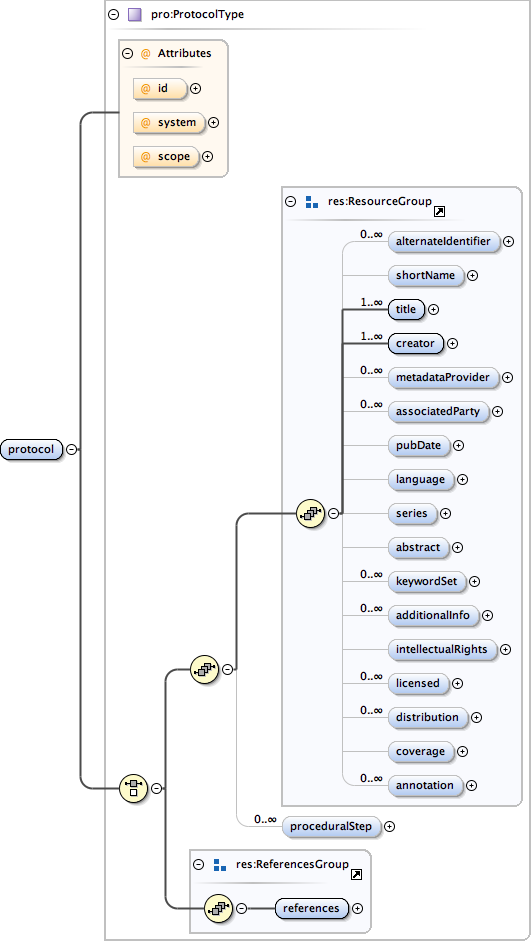 pro:ProtocolType
@ Attributes
@ id
@ system
@ scope
res:ResourceGroup
0..∞
alternateIdentifier
shortName
1..∞
title
1..∞
creator
0..∞
metadataProvider
0..∞
associatedParty
pubDate
protocol
language
series
abstract
0..∞
keywordSet
0..∞
additionalInfo
intellectualRights
0..∞
licensed
0..∞
distribution
coverage
0..∞
annotation
0..∞
proceduralStep
res:ReferencesGroup
references